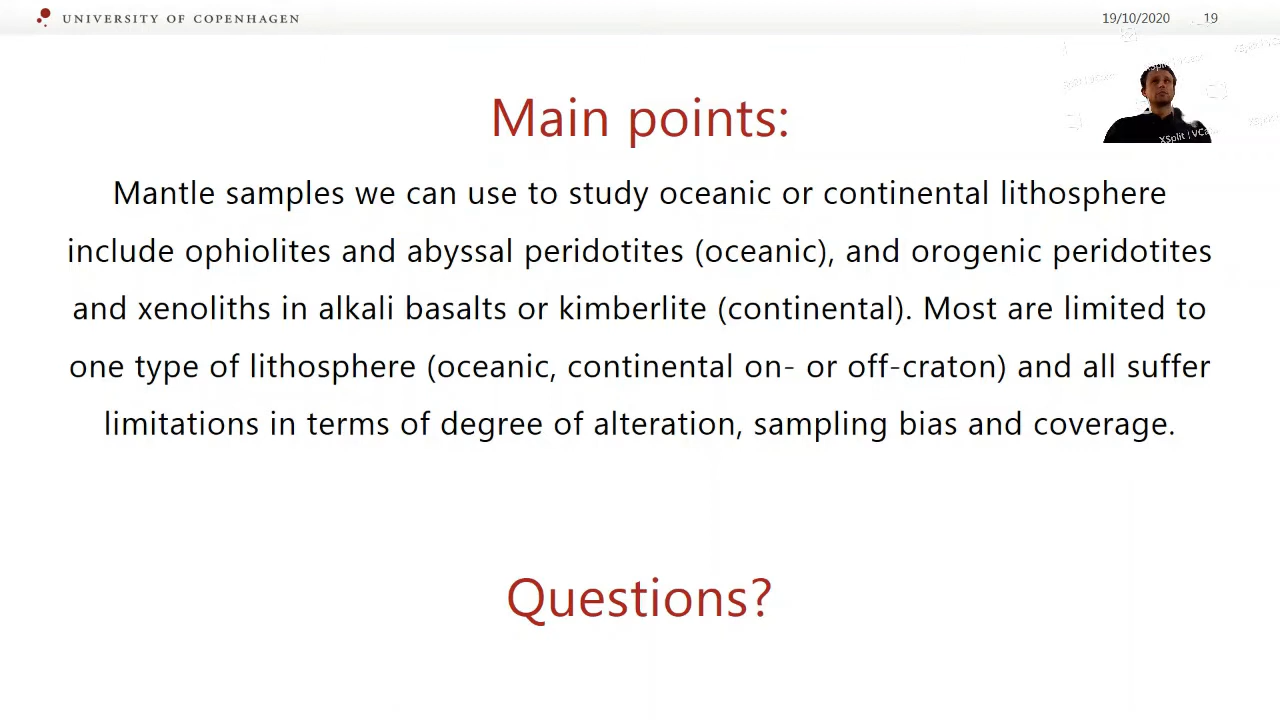 UNIVERSITY OF COPENHAGEN
19/10/2020 19
Main points:
Mantle samples we can use to study oceanic or continental lithosphere
include ophiolites and abyssal peridotites (oceanic), and orogenic peridotites
and xenoliths in alkali basalts or kimberlite (continental). Most are limited to
one type of lithosphere (oceanic, continental on- or off-craton) and all suffer
limitations in terms of degree of alteration, sampling bias and coverage.
Questions?